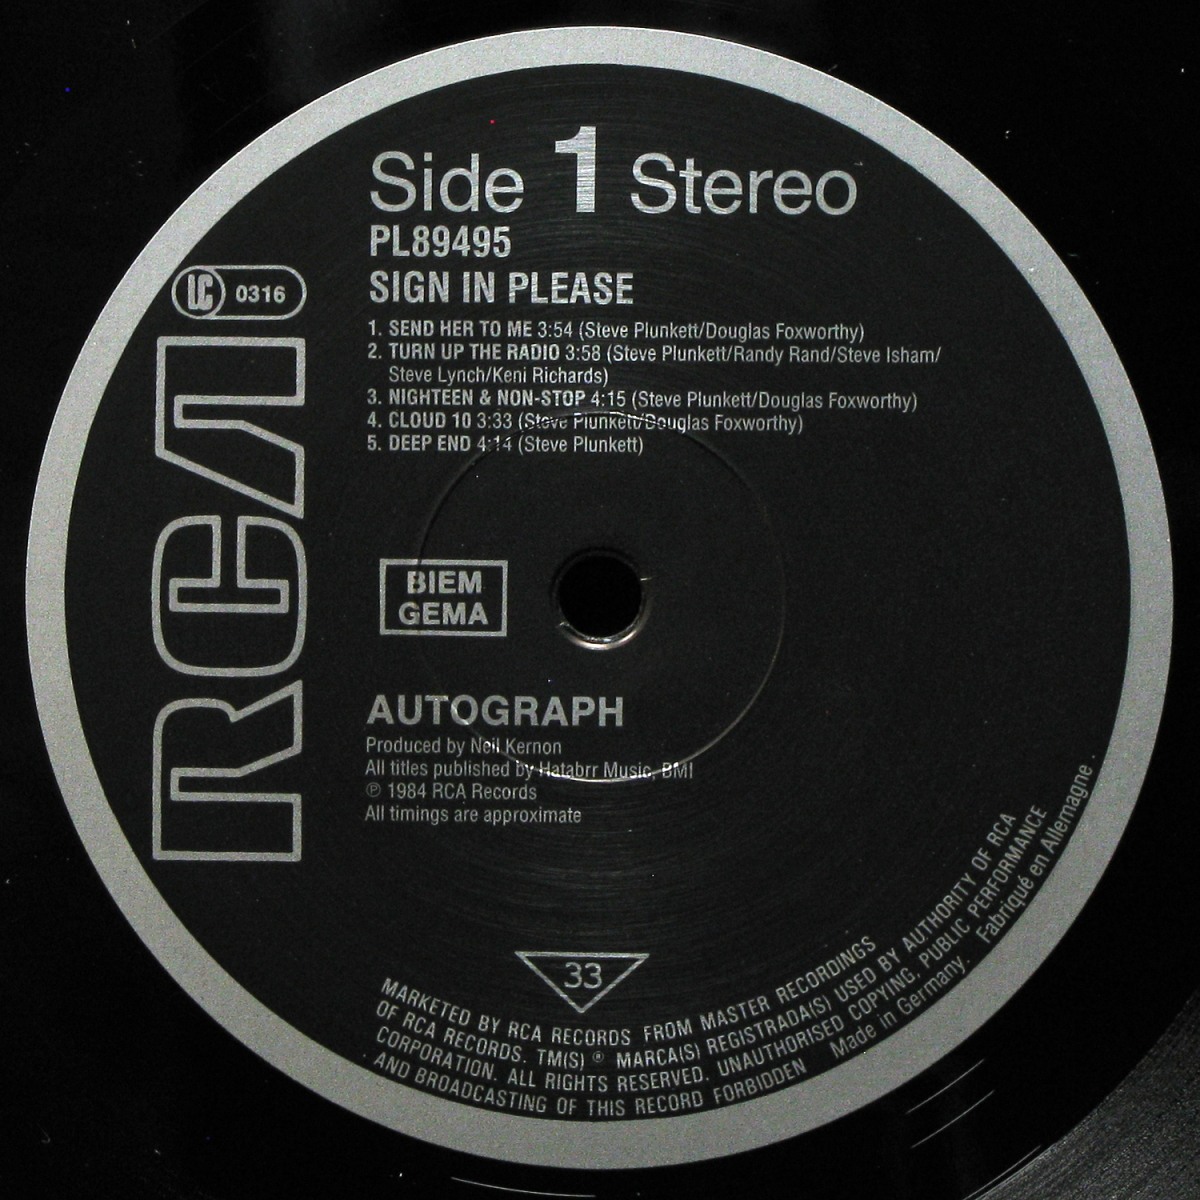 Side 1 Stereo
PL89495
SIGN IN PLEASE
LC 0316
1. SEND HER TO ME 3:54 (Steve Plunkett/Douglas Foxworthy)
2. TURN UP THE RADIO 3:58 (Steve Plunkett/Randy Rand/Steve Isham/
Steve Lynch/Keni Richards)
3. NIGHTEEN & NON-STOP 4:15 (Steve Plunkett/Douglas Foxworthy)
4. CLOUD 10 3:33 (Steve Plunkett/Douglas Foxworthy)
5. DEEP END 4:14 (Steve Plunkett)
RCA
BIEM
GEMA
AUTOGRAPH
Produced by Neil Kernon
All titles published by Hatabrr Music, BMI
℗ 1984 RCA Records
All timings are approximate
33
MARKETED BY RCA RECORDS FROM MASTER RECORDINGS
OF RCA RECORDS. TM(S) ® MARCA(S) REGISTRADA(S) USED BY AUTHORITY OF RCA
CORPORATION. ALL RIGHTS RESERVED. UNAUTHORISED COPYING, PUBLIC PERFORMANCE
AND BROADCASTING OF THIS RECORD FORBIDDEN Made in Germany. Fabriqué en Allemagne.